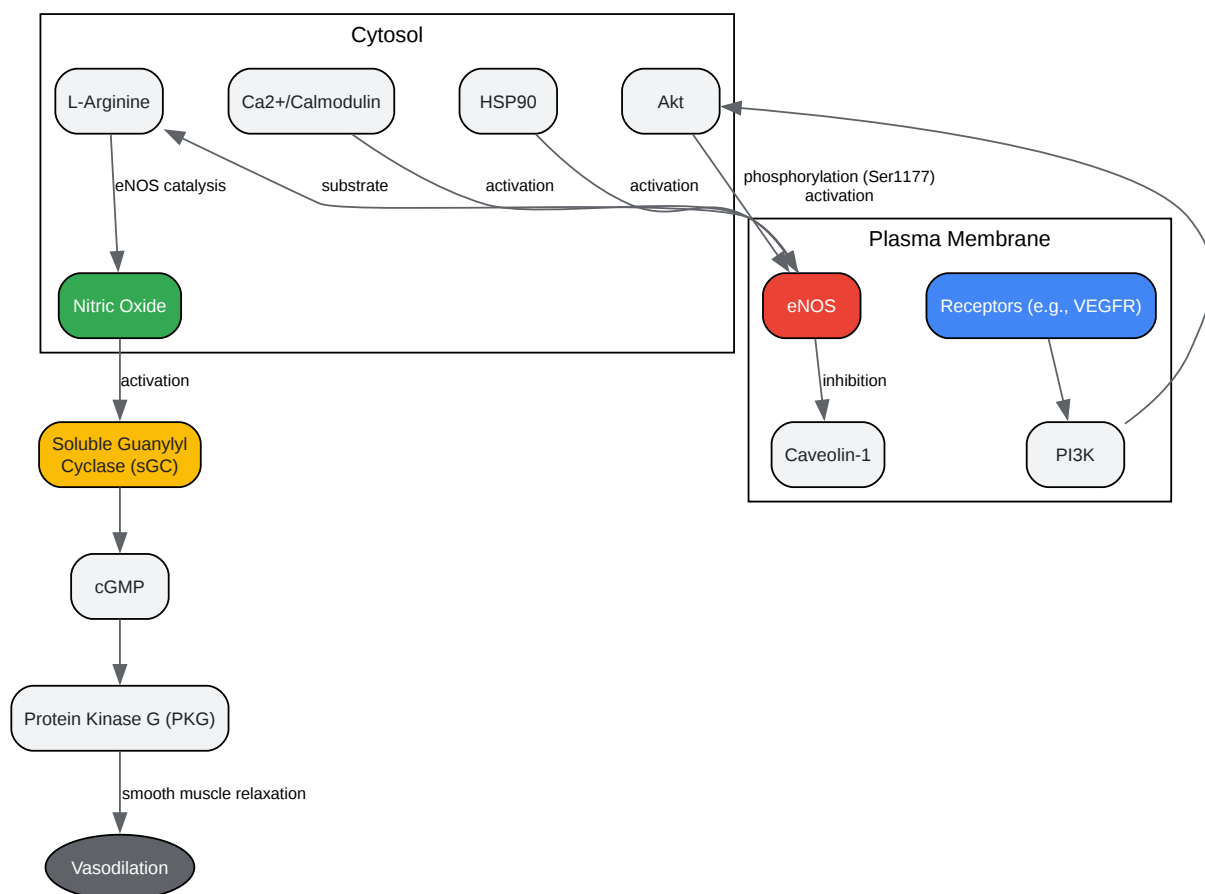 Cytosol
L-Arginine
Ca2+/Calmodulin
HSP90
Akt
eNOS catalysis
substrate
activation
activation
phosphorylation (Ser1177)
activation
Plasma Membrane
Nitric Oxide
eNOS
Receptors (e.g., VEGFR)
activation
inhibition
Soluble Guanylyl
Cyclase (sGC)
Caveolin-1
PI3K
cGMP
Protein Kinase G (PKG)
smooth muscle relaxation
Vasodilation